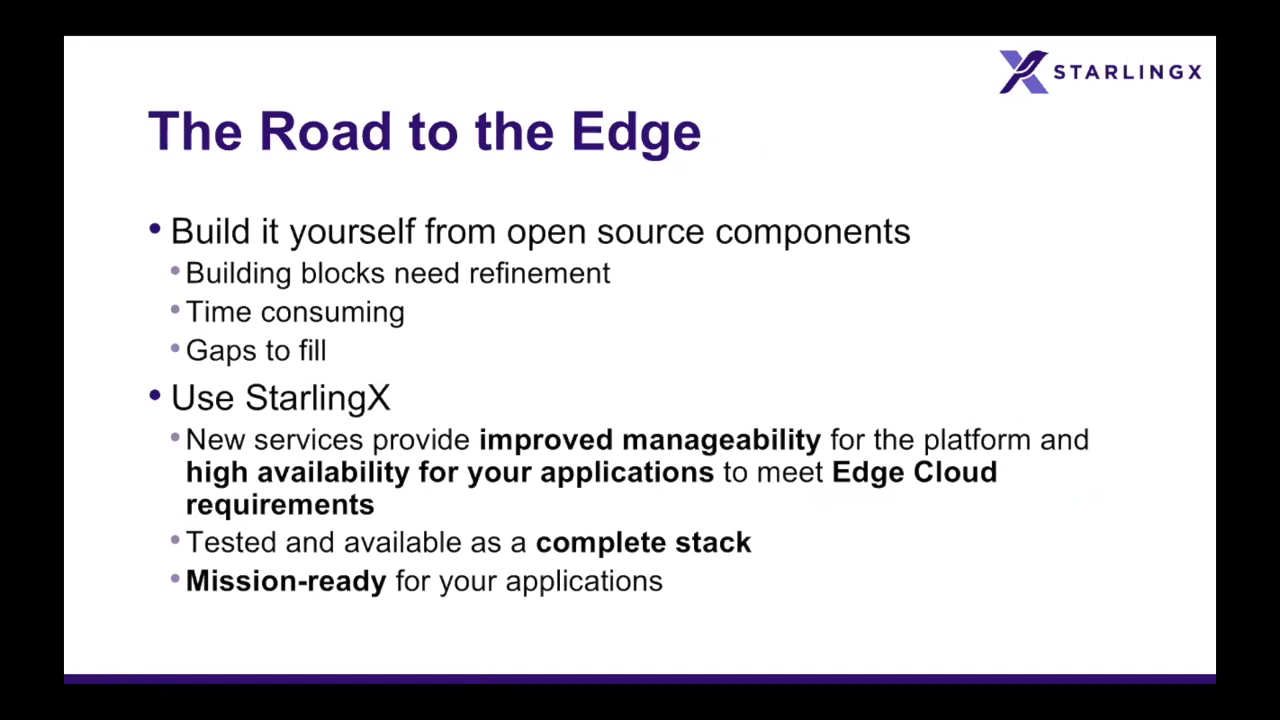 STARLINGX
The Road to the Edge
• Build it yourself from open source components
• Building blocks need refinement
• Time consuming
• Gaps to fill
• Use StarlingX
• New services provide improved manageability for the platform and
high availability for your applications to meet Edge Cloud
requirements
• Tested and available as a complete stack
• Mission-ready for your applications